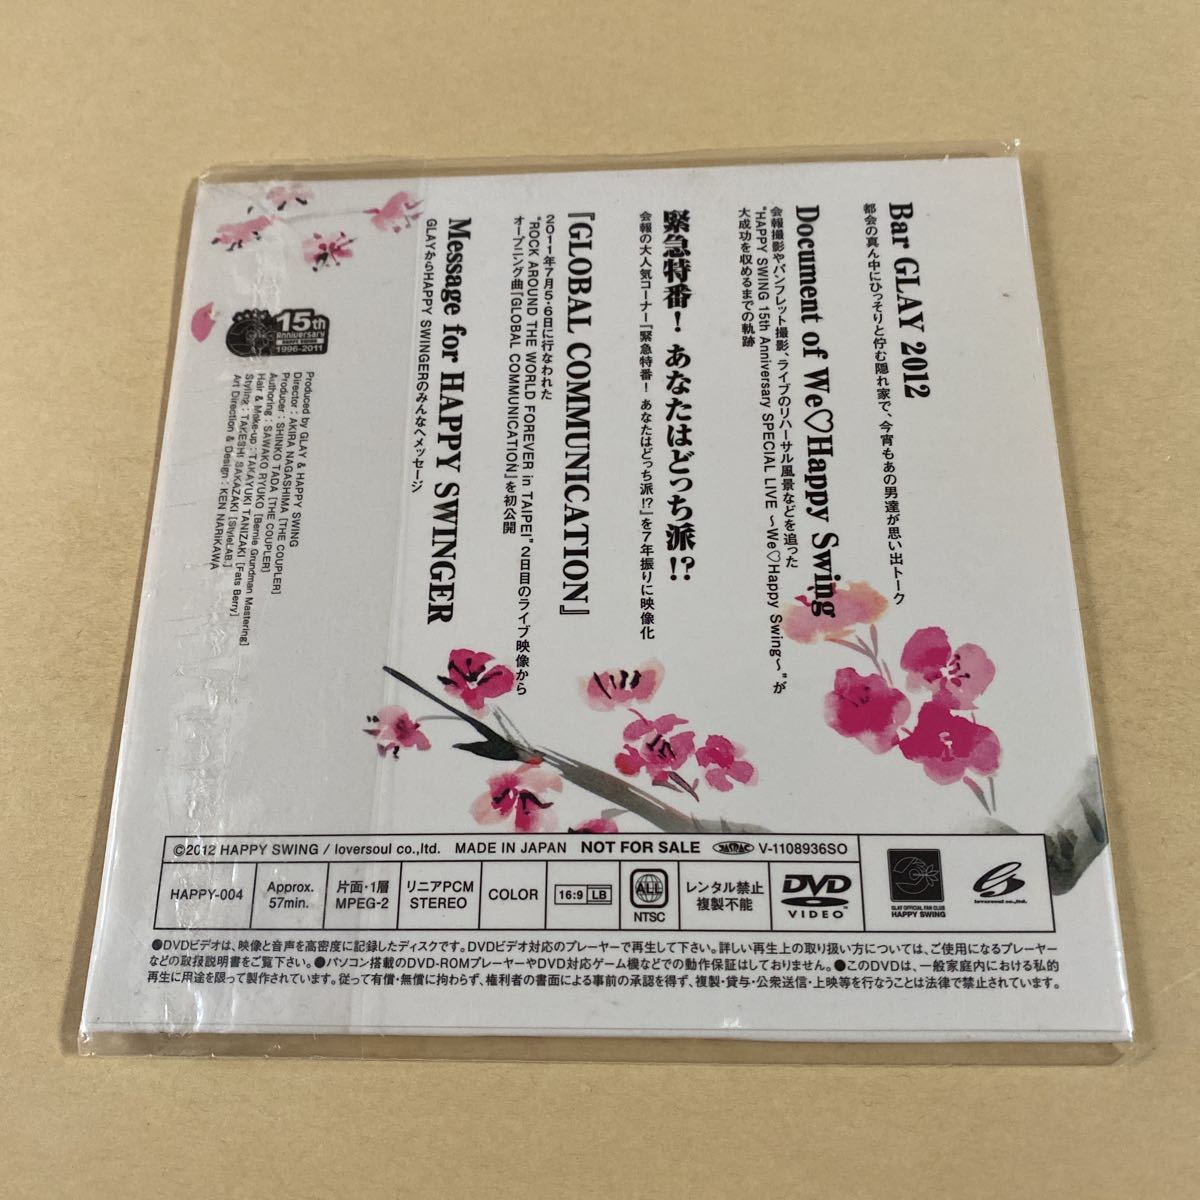 Bar GLAY 2012
都会の真ん中にひっそりと佇む隠れ家で、今宵もあの男達が思い出トーク
Document of We♡Happy Swing
会報撮影やパンフレット撮影、ライブのリハーサル風景などを追った
"HAPPY SWING 15th Anniversary SPECIAL LIVE 〜We♡Happy Swing〜"が
大成功を収めるまでの軌跡
緊急特番！ あなたはどっち派!?
会報の大人気コーナー『緊急特番！ あなたはどっち派!?』を7年振りに映像化
『GLOBAL COMMUNICATION』
2011年7月5・6日に行なわれた
"ROCK AROUND THE WORLD FOREVER in TAIPEI"2日目のライブ映像から
オープニング曲『GLOBAL COMMUNICATION』を初公開
Message for HAPPY SWINGER
GLAYからHAPPY SWINGERのみんなへメッセージ
15th
Anniversary
HAPPY SWING
1996-2011
Produced by GLAY & HAPPY SWING
Director : AKIRA NAGASHIMA [THE COUPLER]
Producer : SHINKO TADA [THE COUPLER]
Authoring : SAWAKO RYUKO [Bernie Grundman Mastering]
Hair & Make-up : TAKAYUKI TANIZAKI [Fats Berry]
Styling : TAKESHI SAKAZAKI [StyleLAB.]
Art Direction & Design : KEN NARIKAWA
©2012 HAPPY SWING / loversoul co.,ltd. MADE IN JAPAN NOT FOR SALE JASRAC V-1108936SO
HAPPY-004
Approx.
57min.
片面・1層
MPEG-2
リニアPCM
STEREO
COLOR
16:9 LB
ALL
NTSC
レンタル禁止
複製不能
DVD
VIDEO
GLAY OFFICIAL FAN CLUB
HAPPY SWING
loversoul co.,ltd.
●DVDビデオは、映像と音声を高密度に記録したディスクです。DVDビデオ対応のプレーヤーで再生して下さい。詳しい再生上の取り扱い方については、ご使用になるプレーヤー
などの取扱説明書をご覧下さい。●パソコン搭載のDVD-ROMプレーヤーやDVD対応ゲーム機などでの動作保証はしておりません。●このDVDは、一般家庭内における私的
再生に用途を限って製作されています。従って有償・無償に拘わらず、権利者の書面による事前の承認を得ず、複製・貸与・公衆送信・上映等を行なうことは法律で禁止されています。